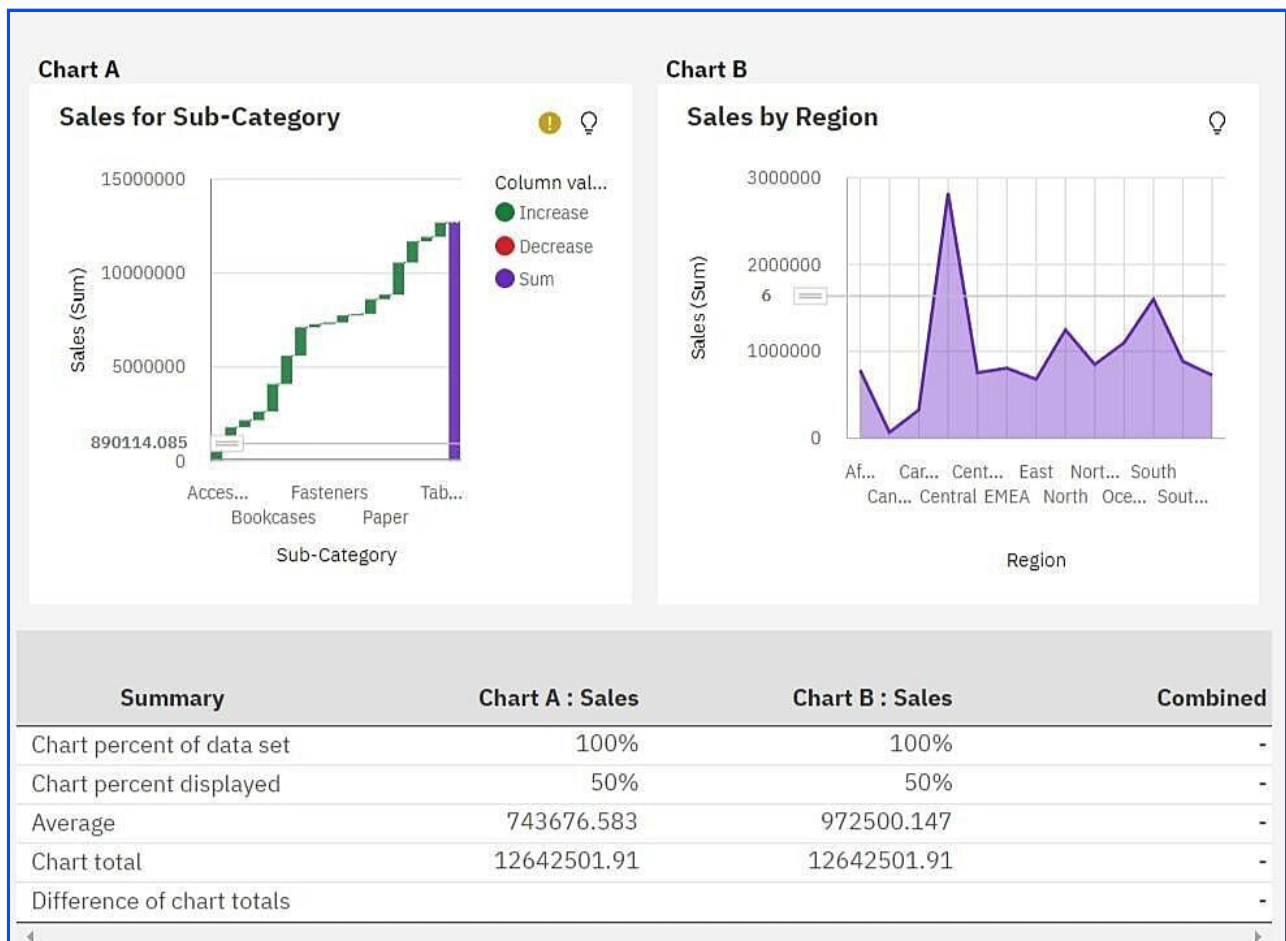 Chart A
Sales for Sub-Category
!
15000000
10000000
5000000
890114.085
0
Sales (Sum)
Acces...
Fasteners
Tab...
Bookcases
Paper
Sub-Category
Column val...
Increase
Decrease
Sum
Chart B
Sales by Region
3000000
2000000
6
1000000
0
Sales (Sum)
Af... Car... Cent... East Nort... South
Can... Central EMEA North Oce... Sout...
Region
Summary Chart A : Sales Chart B : Sales Combined
Chart percent of data set 100% 100% -
Chart percent displayed 50% 50% -
Average 743676.583 972500.147 -
Chart total 12642501.91 12642501.91 -
Difference of chart totals -